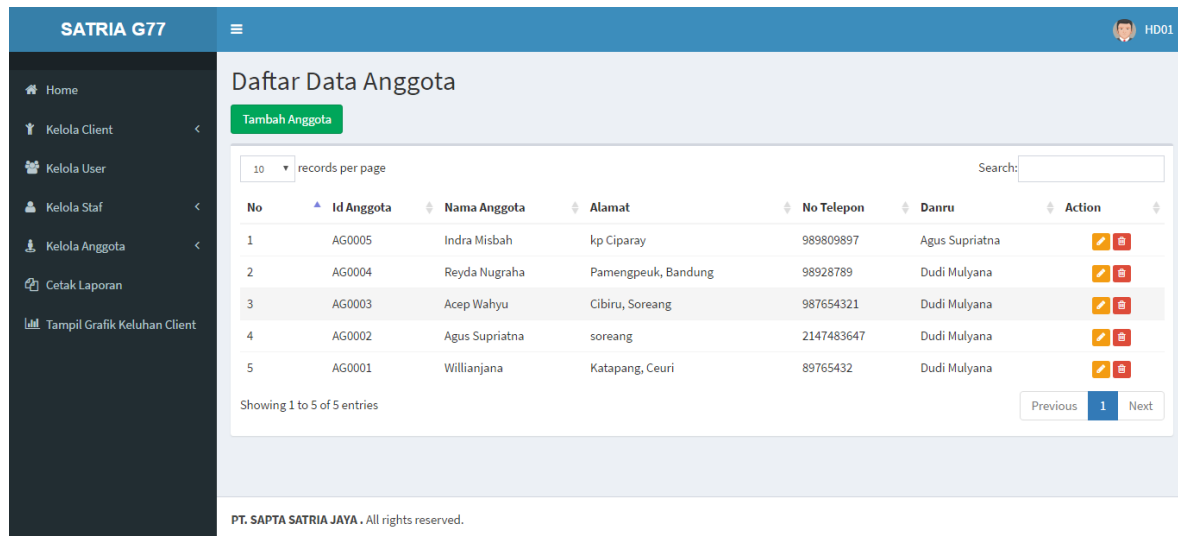 SATRIA G77
HD01
Home
Kelola Client
Kelola User
Kelola Staf
Kelola Anggota
Cetak Laporan
Tampil Grafik Keluhan Client
Daftar Data Anggota
Tambah Anggota
10 records per page Search:
No Id Anggota Nama Anggota Alamat No Telepon Danru Action
1 AG0005 Indra Misbah kp Ciparay 989809897 Agus Supriatna
2 AG0004 Reyda Nugraha Pamengpeuk, Bandung 98928789 Dudi Mulyana
3 AG0003 Acep Wahyu Cibiru, Soreang 987654321 Dudi Mulyana
4 AG0002 Agus Supriatna soreang 2147483647 Dudi Mulyana
5 AG0001 Willianjana Katapang, Ceuri 89765432 Dudi Mulyana
Showing 1 to 5 of 5 entries Previous 1 Next
PT. SAPTA SATRIA JAYA . All rights reserved.